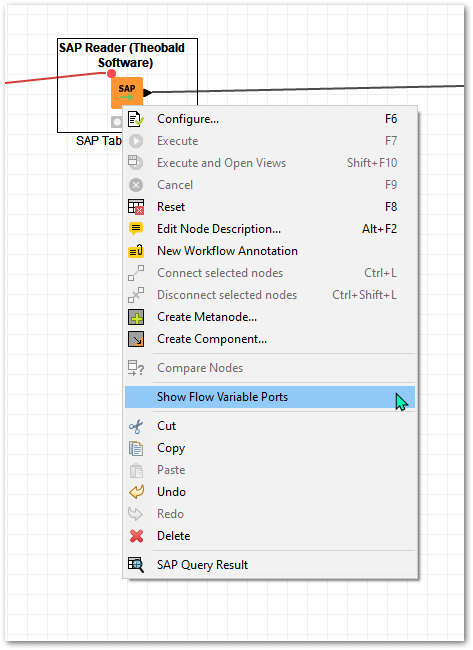 SAP Reader (Theobald
Software)
SAP
SAP Tab
Configure... F6
Execute F7
Execute and Open Views Shift+F10
Cancel F9
Reset F8
Edit Node Description... Alt+F2
New Workflow Annotation
Connect selected nodes Ctrl+L
Disconnect selected nodes Ctrl+Shift+L
Create Metanode...
Create Component...
Compare Nodes
Show Flow Variable Ports
Cut
Copy
Paste
Undo
Redo
Delete
SAP Query Result